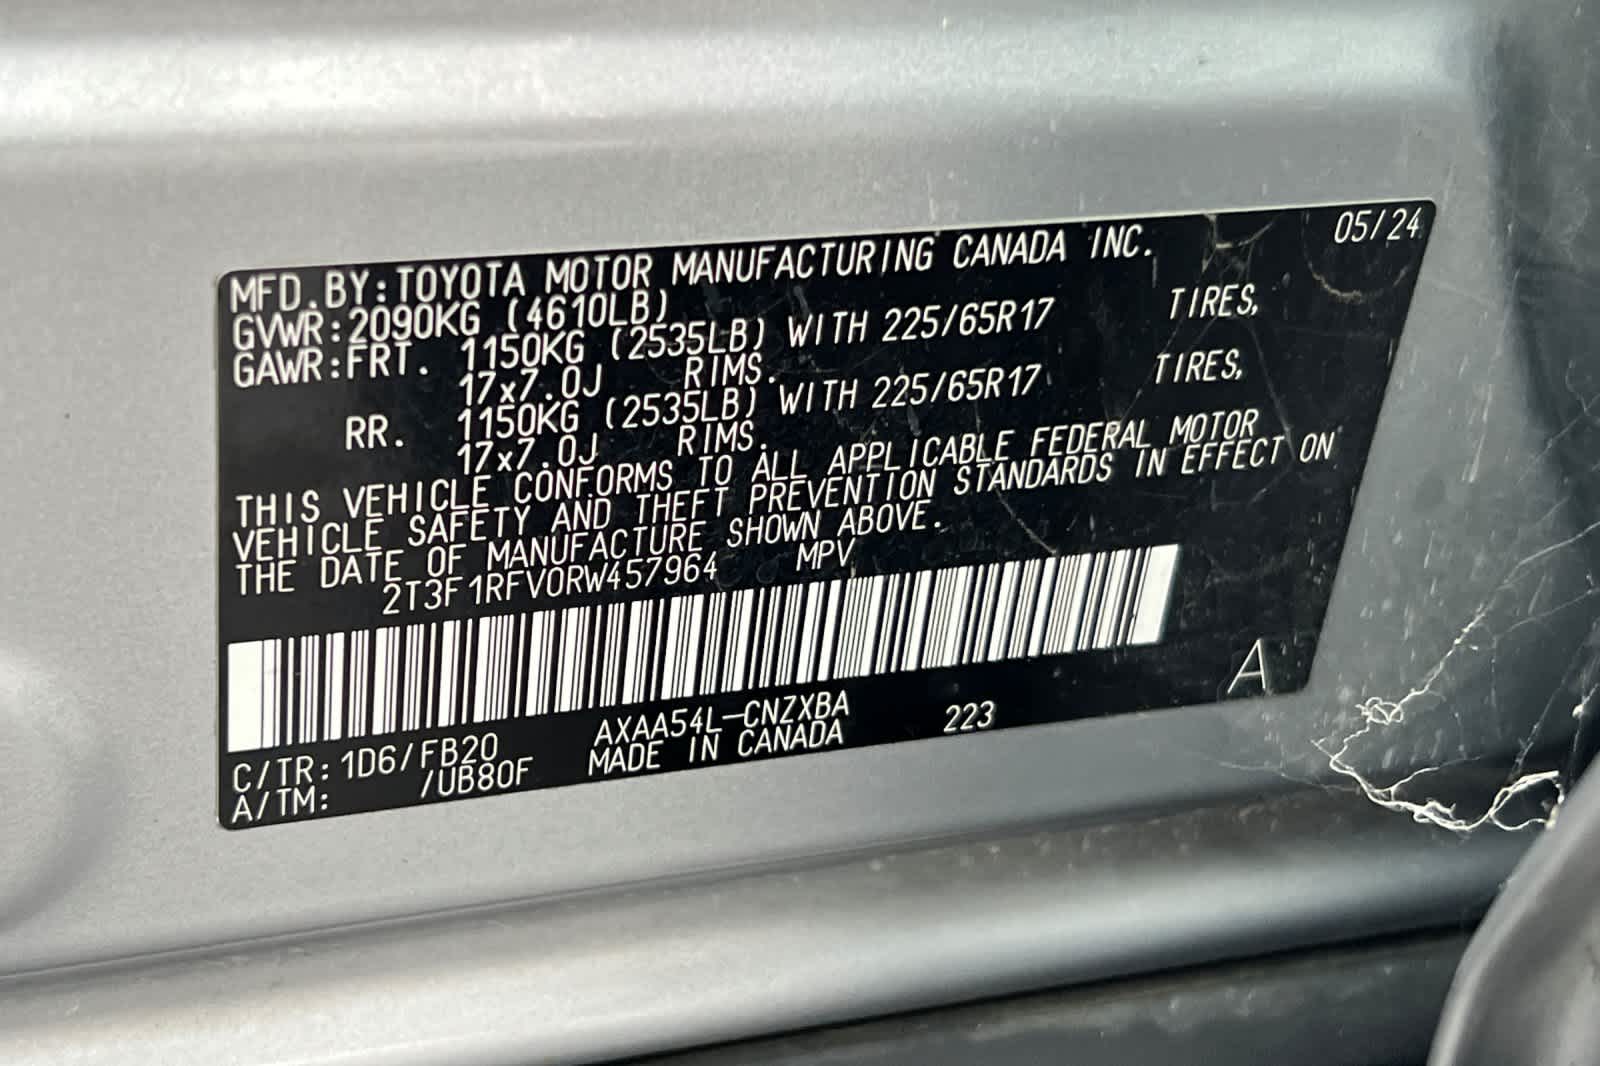 05/24
MFD.BY:TOYOTA MOTOR MANUFACTURING CANADA INC.
GVWR:2090KG (4610LB)
GAWR:FRT. 1150KG (2535LB) WITH 225/65R17 TIRES,
17x7.0J RIMS.
RR. 1150KG (2535LB) WITH 225/65R17 TIRES,
17x7.0J RIMS.
THIS VEHICLE CONFORMS TO ALL APPLICABLE FEDERAL MOTOR
VEHICLE SAFETY AND THEFT PREVENTION STANDARDS IN EFFECT ON
THE DATE OF MANUFACTURE SHOWN ABOVE.
2T3F1RFV0RW457964 MPV
A
AXAA54L-CNZXBA 223
C/TR:1D6/FB20 MADE IN CANADA
A/TM: /UB80F